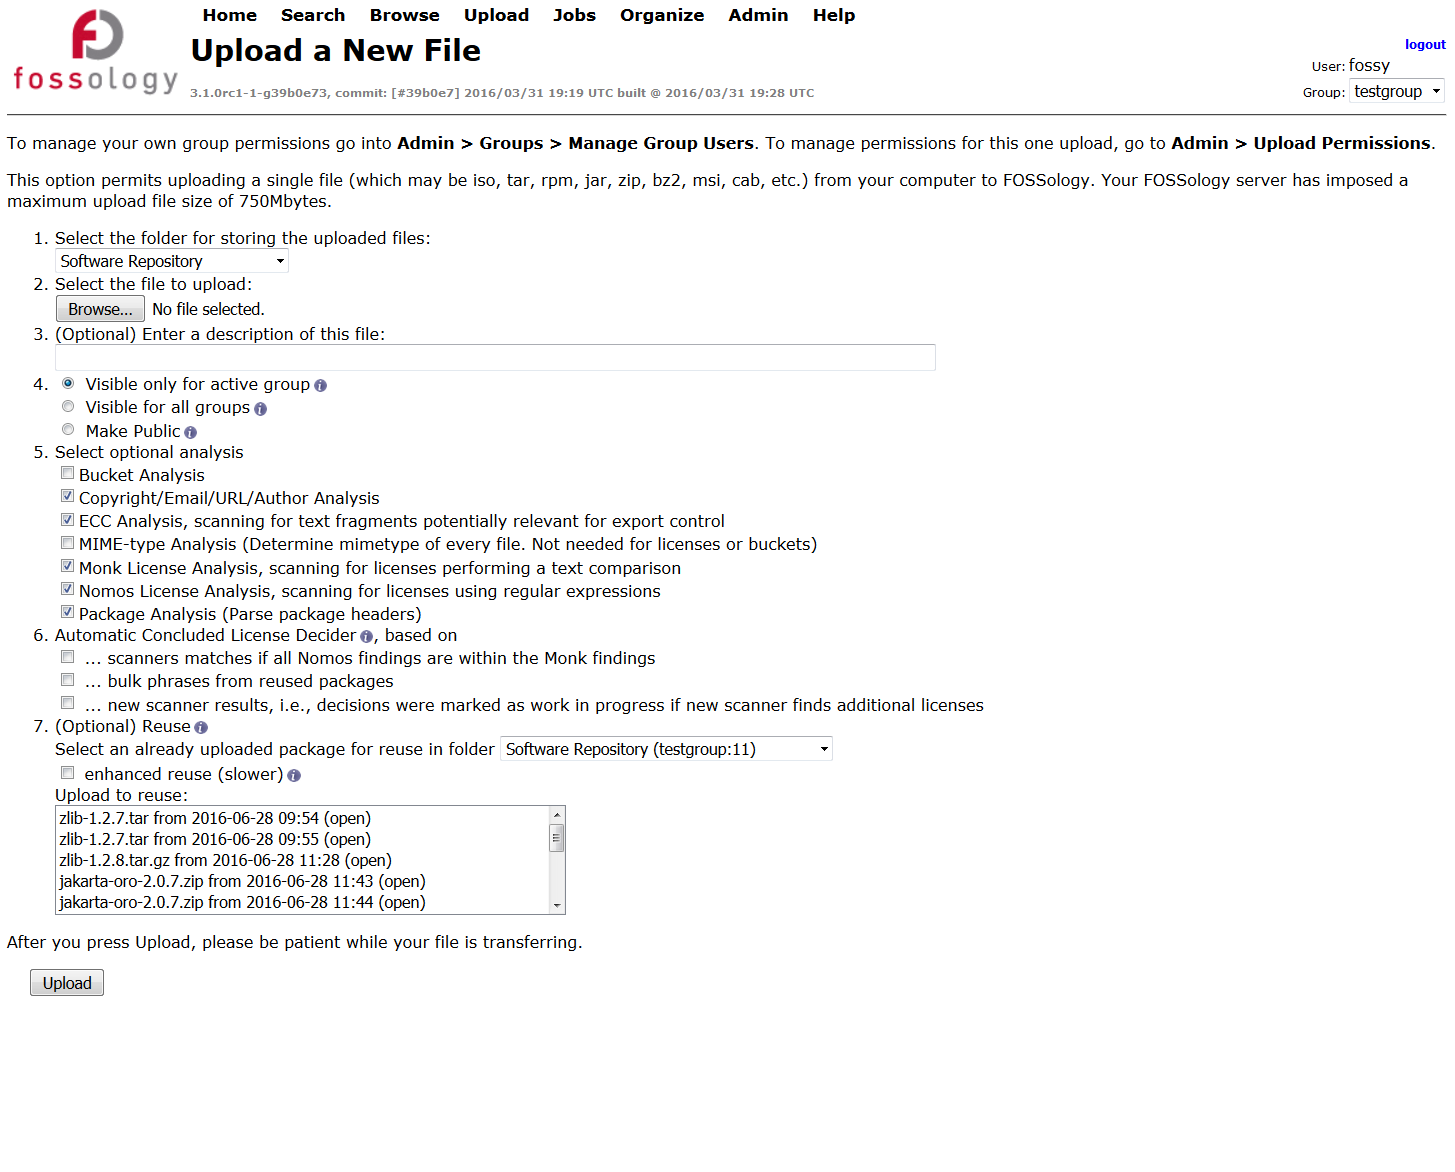 Home Search Browse Upload Jobs Organize Admin Help
fossology
Upload a New File
3.1.0rc1-1-g39b0e73, commit: [#39b0e7] 2016/03/31 19:19 UTC built @ 2016/03/31 19:28 UTC
logout
User: fossy
Group: testgroup
To manage your own group permissions go into Admin > Groups > Manage Group Users. To manage permissions for this one upload, go to Admin > Upload Permissions.
This option permits uploading a single file (which may be iso, tar, rpm, jar, zip, bz2, msi, cab, etc.) from your computer to FOSSology. Your FOSSology server has imposed a
maximum upload file size of 750Mbytes.
1. Select the folder for storing the uploaded files:
Software Repository
2. Select the file to upload:
Browse... No file selected.
3. (Optional) Enter a description of this file:
4. Visible only for active group i
Visible for all groups i
Make Public i
5. Select optional analysis
Bucket Analysis
Copyright/Email/URL/Author Analysis
ECC Analysis, scanning for text fragments potentially relevant for export control
MIME-type Analysis (Determine mimetype of every file. Not needed for licenses or buckets)
Monk License Analysis, scanning for licenses performing a text comparison
Nomos License Analysis, scanning for licenses using regular expressions
Package Analysis (Parse package headers)
6. Automatic Concluded License Decider i, based on
... scanners matches if all Nomos findings are within the Monk findings
... bulk phrases from reused packages
... new scanner results, i.e., decisions were marked as work in progress if new scanner finds additional licenses
7. (Optional) Reuse i
Select an already uploaded package for reuse in folder Software Repository (testgroup:11)
enhanced reuse (slower) i
Upload to reuse:
zlib-1.2.7.tar from 2016-06-28 09:54 (open)
zlib-1.2.7.tar from 2016-06-28 09:55 (open)
zlib-1.2.8.tar.gz from 2016-06-28 11:28 (open)
jakarta-oro-2.0.7.zip from 2016-06-28 11:43 (open)
jakarta-oro-2.0.7.zip from 2016-06-28 11:44 (open)
After you press Upload, please be patient while your file is transferring.
Upload